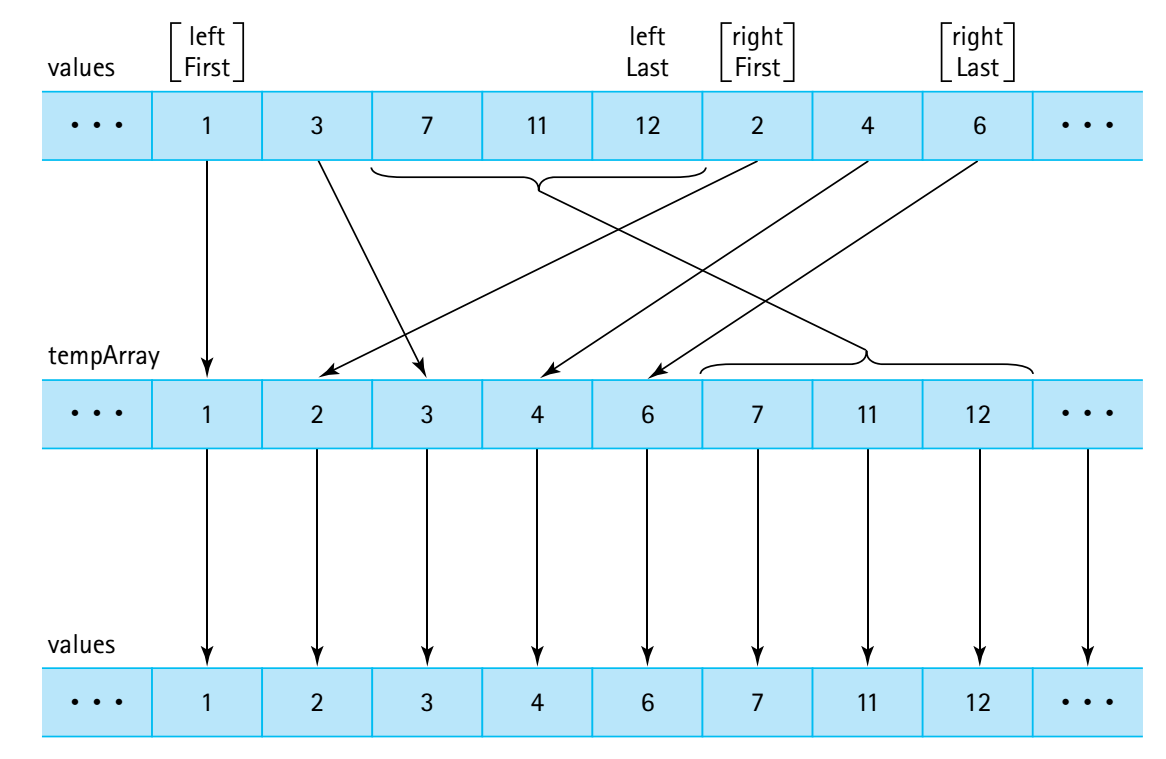 [left First] left Last [right First] [right Last]
values
• • • 1 3 7 11 12 2 4 6 • • •
tempArray
• • • 1 2 3 4 6 7 11 12 • • •
values
• • • 1 2 3 4 6 7 11 12 • • •